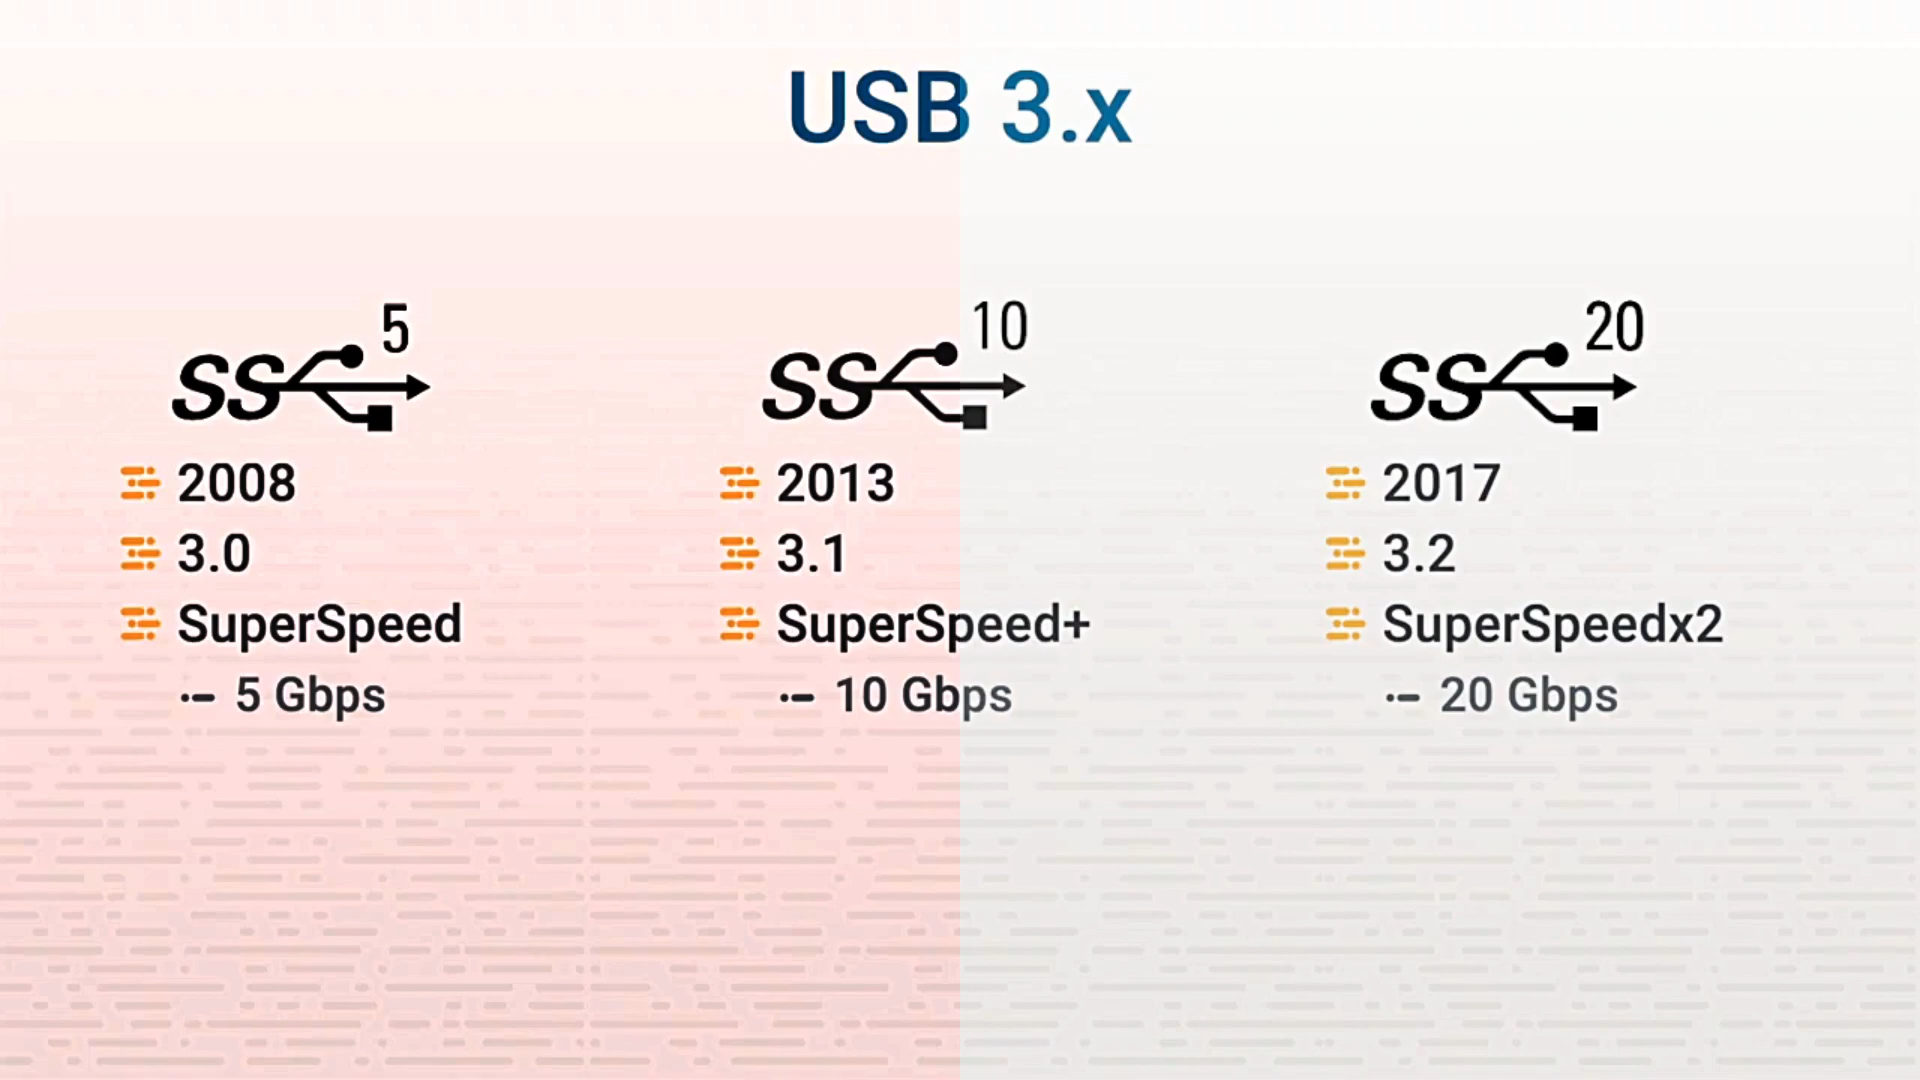 USB 3.x
SS 5
2008
3.0
SuperSpeed
5 Gbps
SS 10
2013
3.1
SuperSpeed+
10 Gbps
SS 20
2017
3.2
SuperSpeedx2
20 Gbps